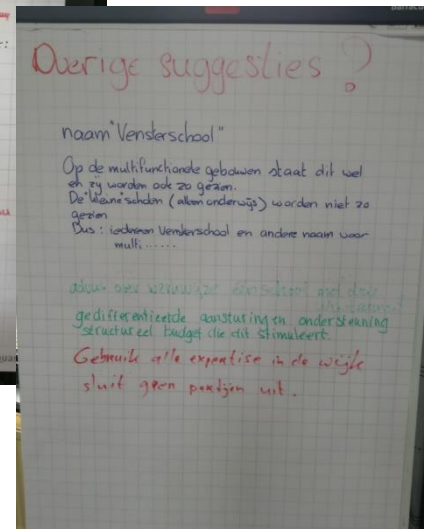 Overige suggesties ?
naam "Vensterschool"
Op de multifunctionele gebouwen staat dit wel
en zij worden ook zo gezien.
De kleine scholen (alleen onderwijs) worden niet zo
gezien
Dus : iedereen Vensterschool en andere naam voor
multi......
gedifferentieerde aansturing en ondersteuning
structureel budget die dit stimuleert.
Gebruik alle expertise in de wijk
sluit geen partijen uit.